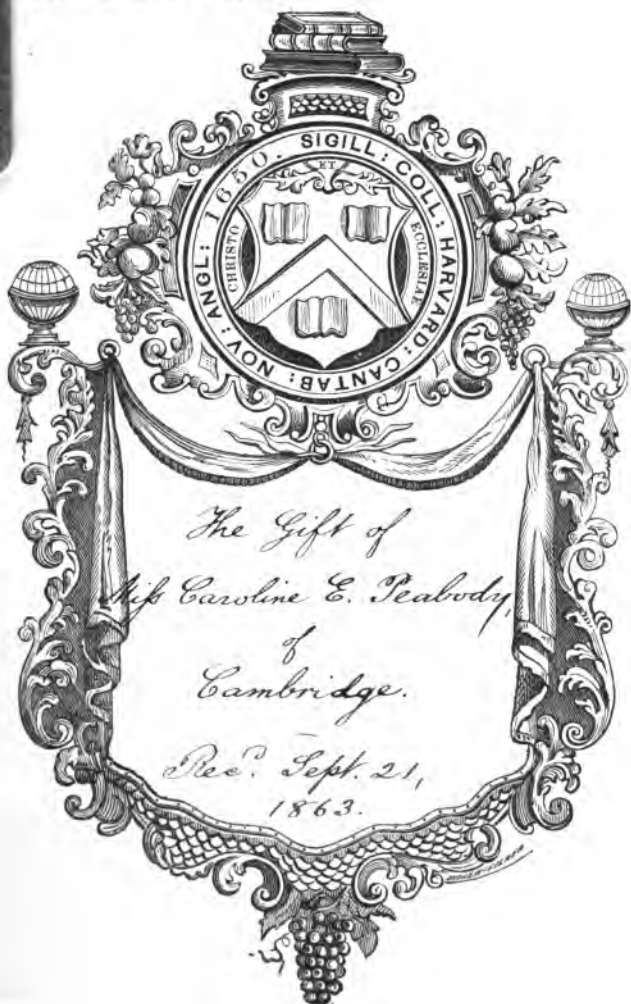 SIGILL: COLL: HARVARD: CANTAB: NOV: ANGL: 1650.
ET
CHRISTO
ECCLESIAE
The Gift of
Miſs Caroline E. Peabody,
of
Cambridge.
Rec.d Sept. 21,
1863.